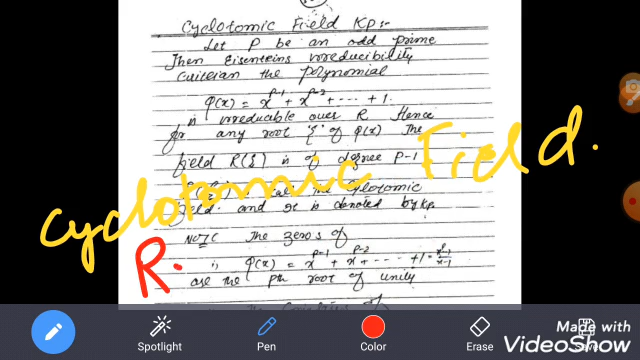 Cyclotomic Field Kp:-
Let P be an odd prime
Then Eisenteins irreducibility
the polynomial
φ(x) = x^{p-1} + x^{p-2} + --- + 1
is irreducable over R Hence
for any root "ξ" of φ(x) The
field R(ξ) is of degree P-1
field. and it is denoted by Kp.
NOTE The zeros of
φ(x) = x^{p-1} + x^{p-2} + ---- + 1 = x^p-1/x-1
are the pth root of unity
cyclotomic Field.
R.
Spotlight
Pen
Color
Erase
Made with
VideoShow